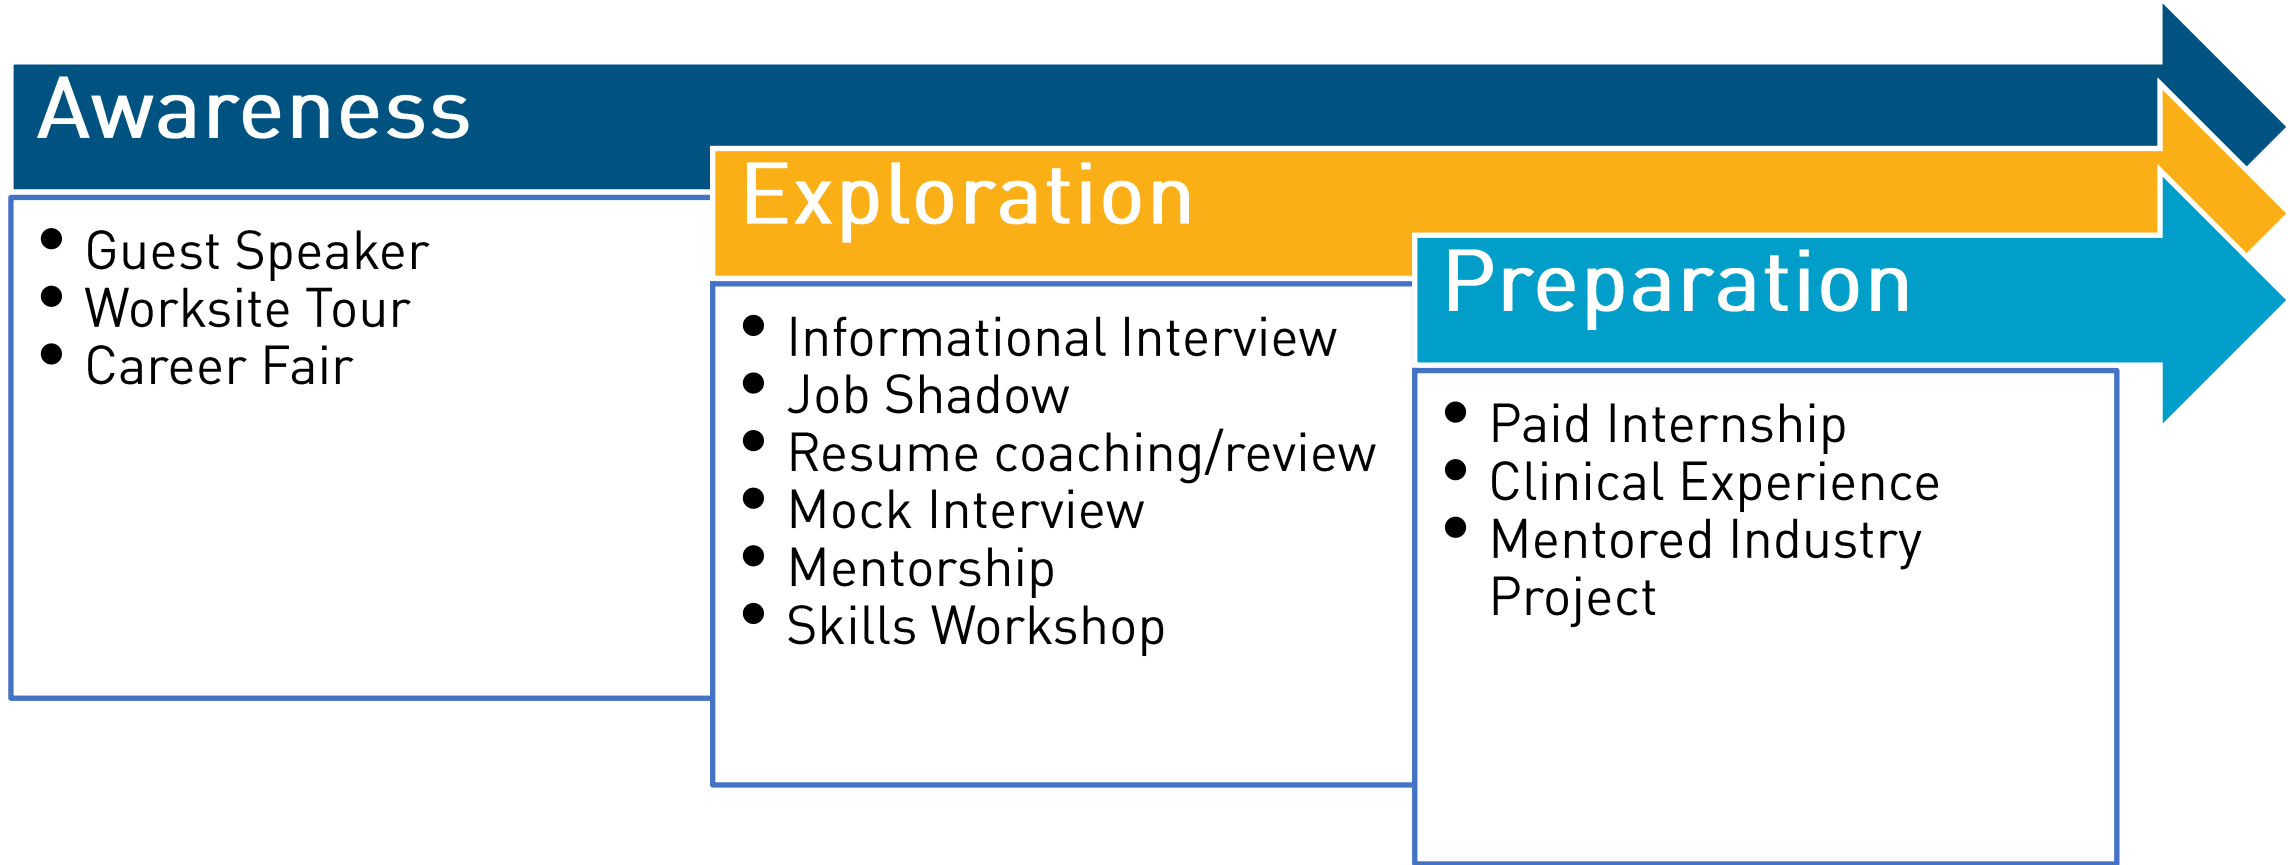 Awareness
• Guest Speaker
• Worksite Tour
• Career Fair
Exploration
• Informational Interview
• Job Shadow
• Resume coaching/review
• Mock Interview
• Mentorship
• Skills Workshop
Preparation
• Paid Internship
• Clinical Experience
• Mentored Industry
Project